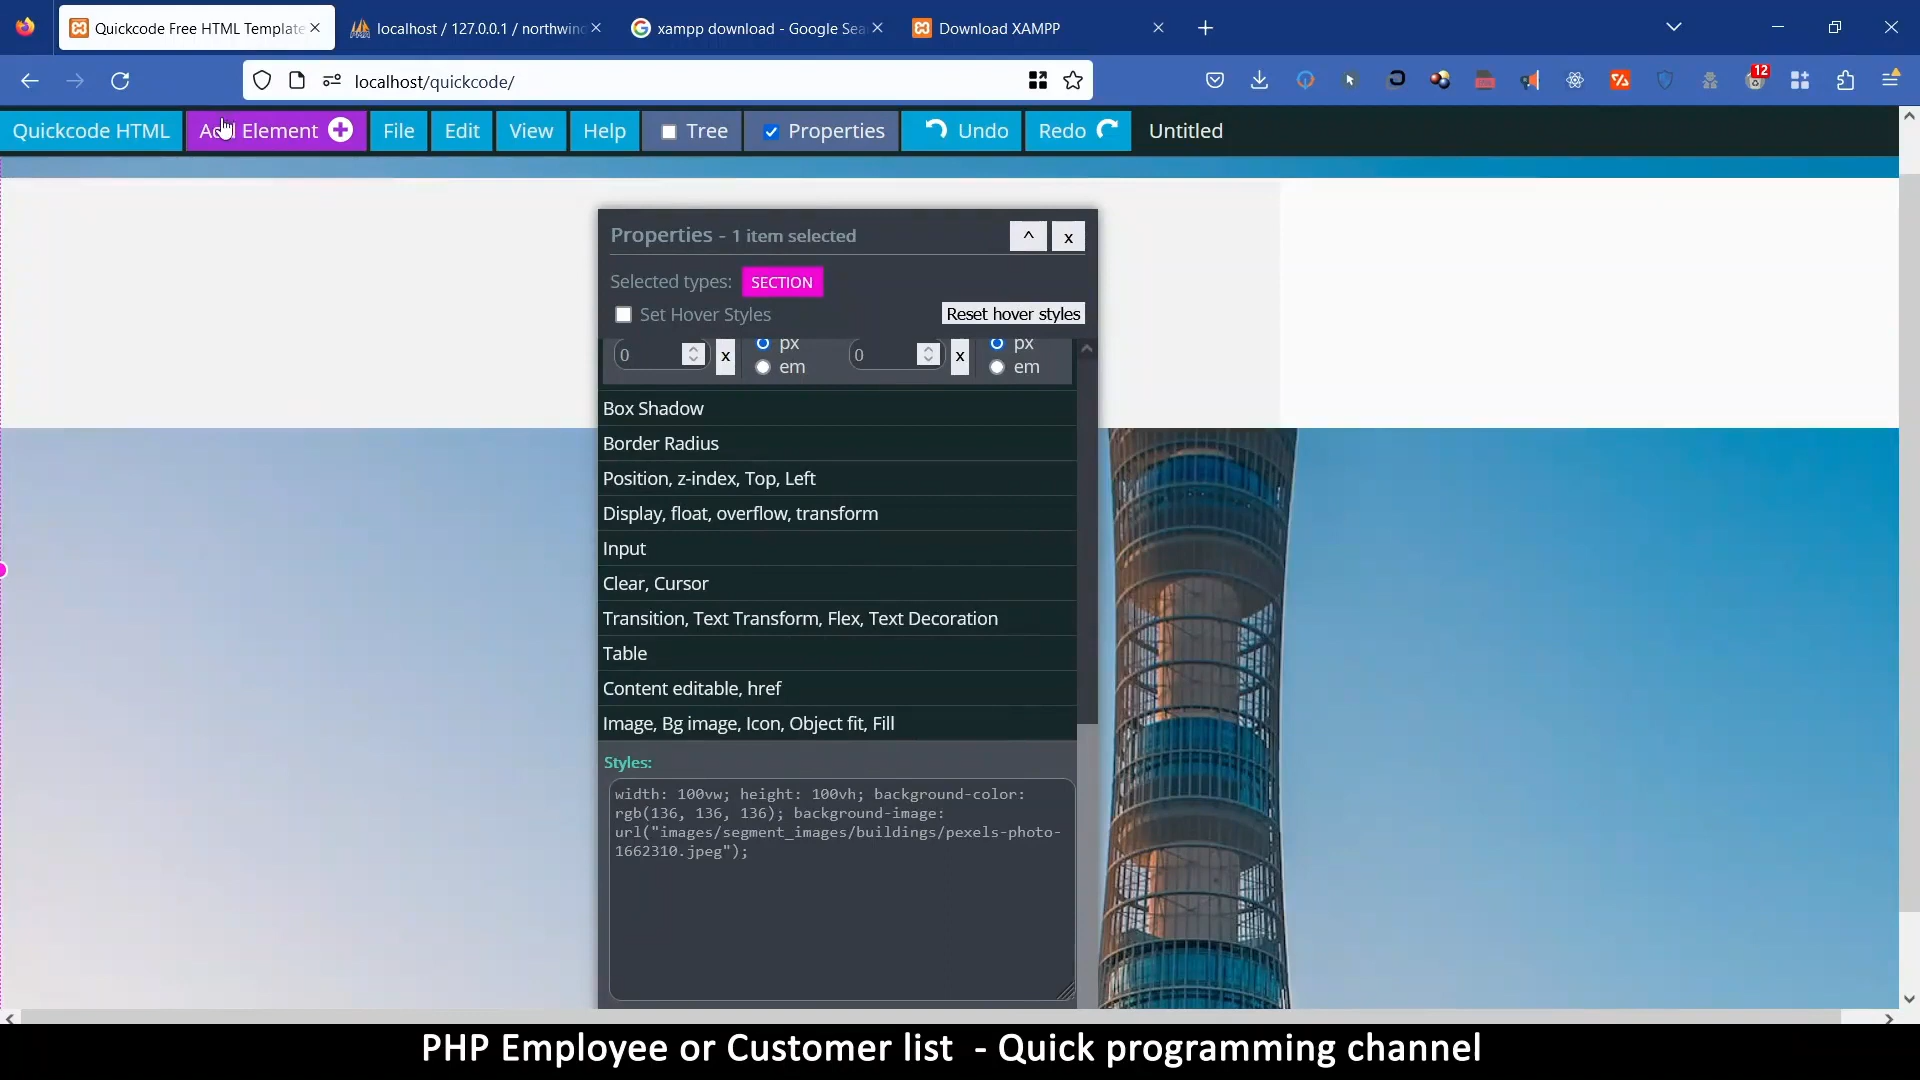 Quickcode Free HTML Template
localhost / 127.0.0.1 / northwin
xampp download - Google Sea
Download XAMPP
localhost/quickcode/
12
Quickcode HTML
Add Element
File
Edit
View
Help
Tree
Properties
Undo
Redo
Untitled
Properties - 1 item selected
^
x
Selected types: SECTION
Set Hover Styles
Reset hover styles
0 x px 0 x px
em em
Box Shadow
Border Radius
Position, z-index, Top, Left
Display, float, overflow, transform
Input
Clear, Cursor
Transition, Text Transform, Flex, Text Decoration
Table
Content editable, href
Image, Bg image, Icon, Object fit, Fill
Styles:
width: 100vw; height: 100vh; background-color:
rgb(136, 136, 136); background-image:
url("images/segment_images/buildings/pexels-photo-
1662310.jpeg");
PHP Employee or Customer list - Quick programming channel